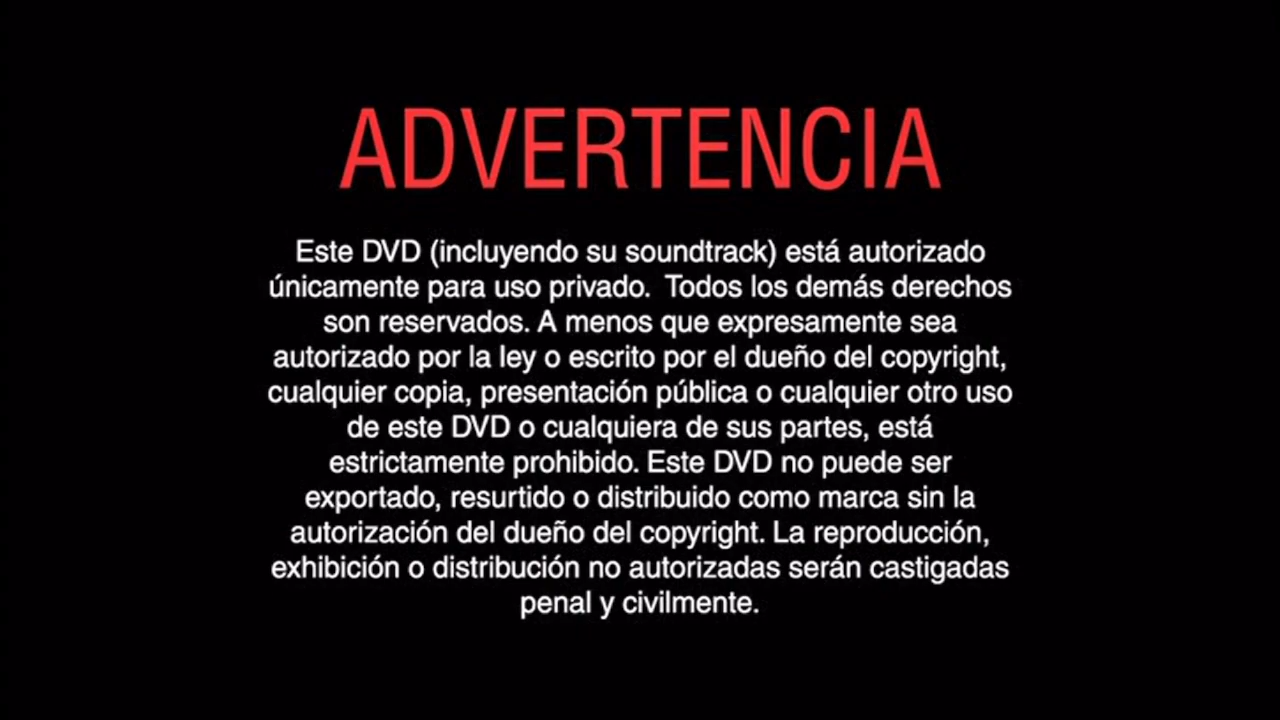 ADVERTENCIA
Este DVD (incluyendo su soundtrack) está autorizado
únicamente para uso privado.  Todos los demás derechos
son reservados. A menos que expresamente sea
autorizado por la ley o escrito por el dueño del copyright,
cualquier copia, presentación pública o cualquier otro uso
de este DVD o cualquiera de sus partes, está
estrictamente prohibido. Este DVD no puede ser
exportado, resurtido o distribuido como marca sin la
autorización del dueño del copyright. La reproducción,
exhibición o distribución no autorizadas serán castigadas
penal y civilmente.